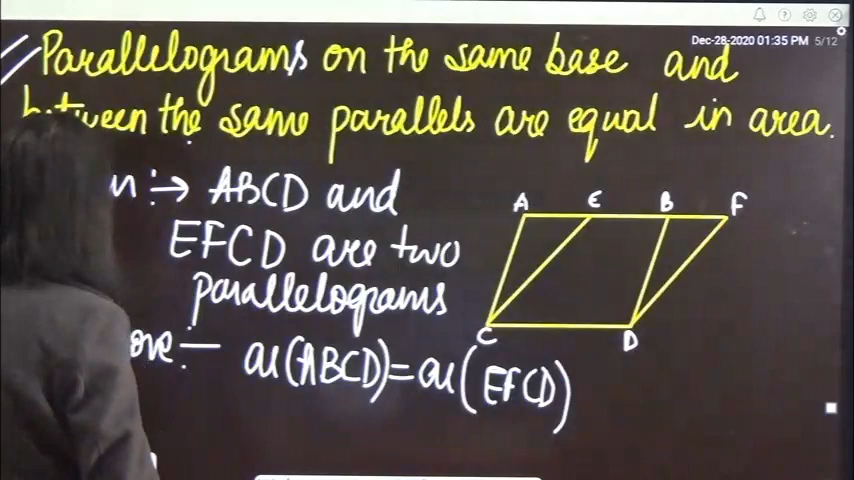 Dec-28-2020 01:35 PM 5/12
Parallelograms on the same base and
between the same parallels are equal in area.
n :→ ABCD and
EFCD are two
parallelograms
ove :— ar(ABCD) = ar(EFCD)
A E B F
C D